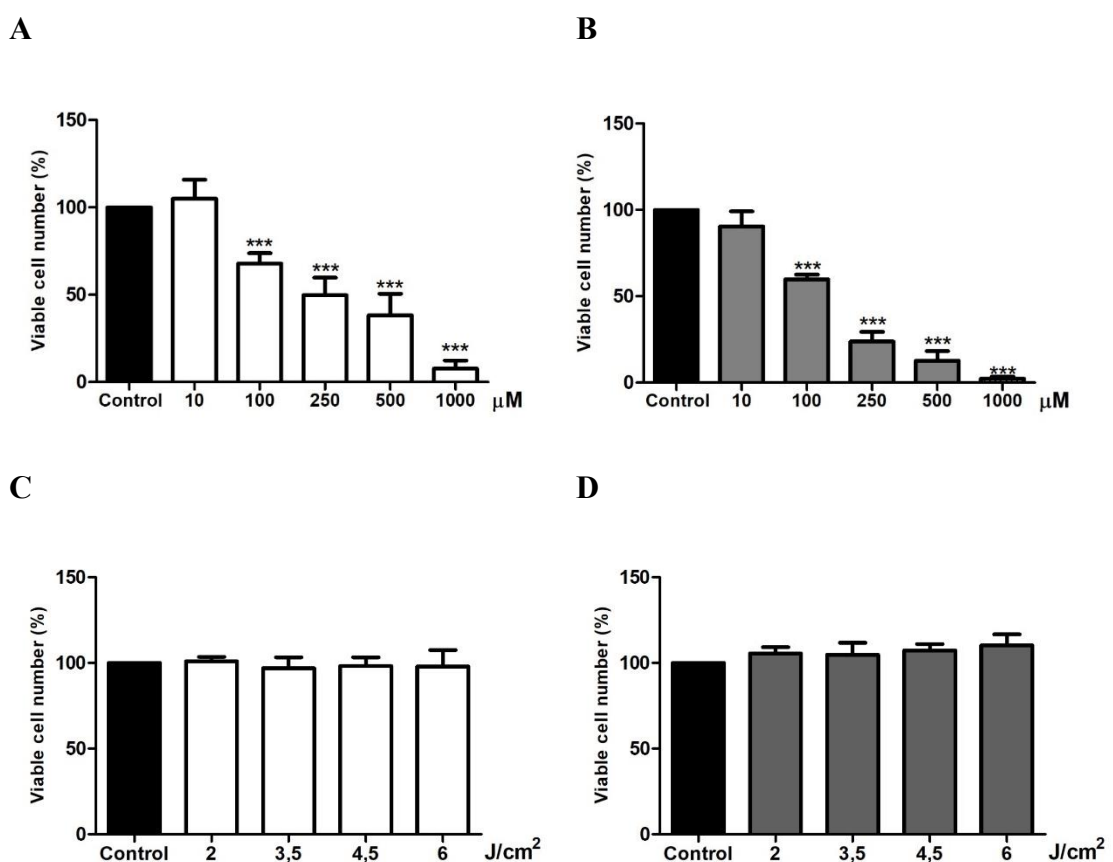 A
Viable cell number (%)
150
100
50
0
***
***
***
***
Control 10 100 250 500 1000 µM
B
Viable cell number (%)
150
100
50
0
***
***
***
***
Control 10 100 250 500 1000 µM
C
Viable cell number (%)
150
100
50
0
Control 2 3,5 4,5 6 J/cm²
D
Viable cell number (%)
150
100
50
0
Control 2 3,5 4,5 6 J/cm²